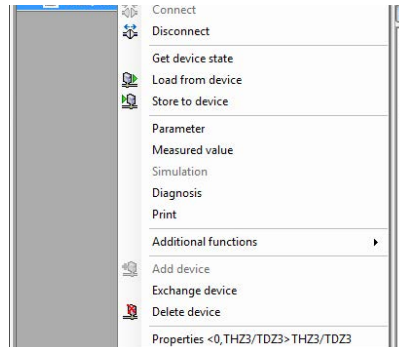 Connect
Disconnect
Get device state
Load from device
Store to device
Parameter
Measured value
Simulation
Diagnosis
Print
Additional functions
Add device
Exchange device
Delete device
Properties <0,THZ3/TDZ3>THZ3/TDZ3